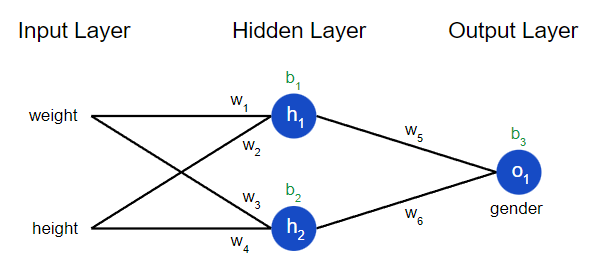 Input Layer
Hidden Layer
Output Layer
b1
weight
w1
h1
w2
w5
b3
o1
w3
b2
w6
gender
height
w4
h2